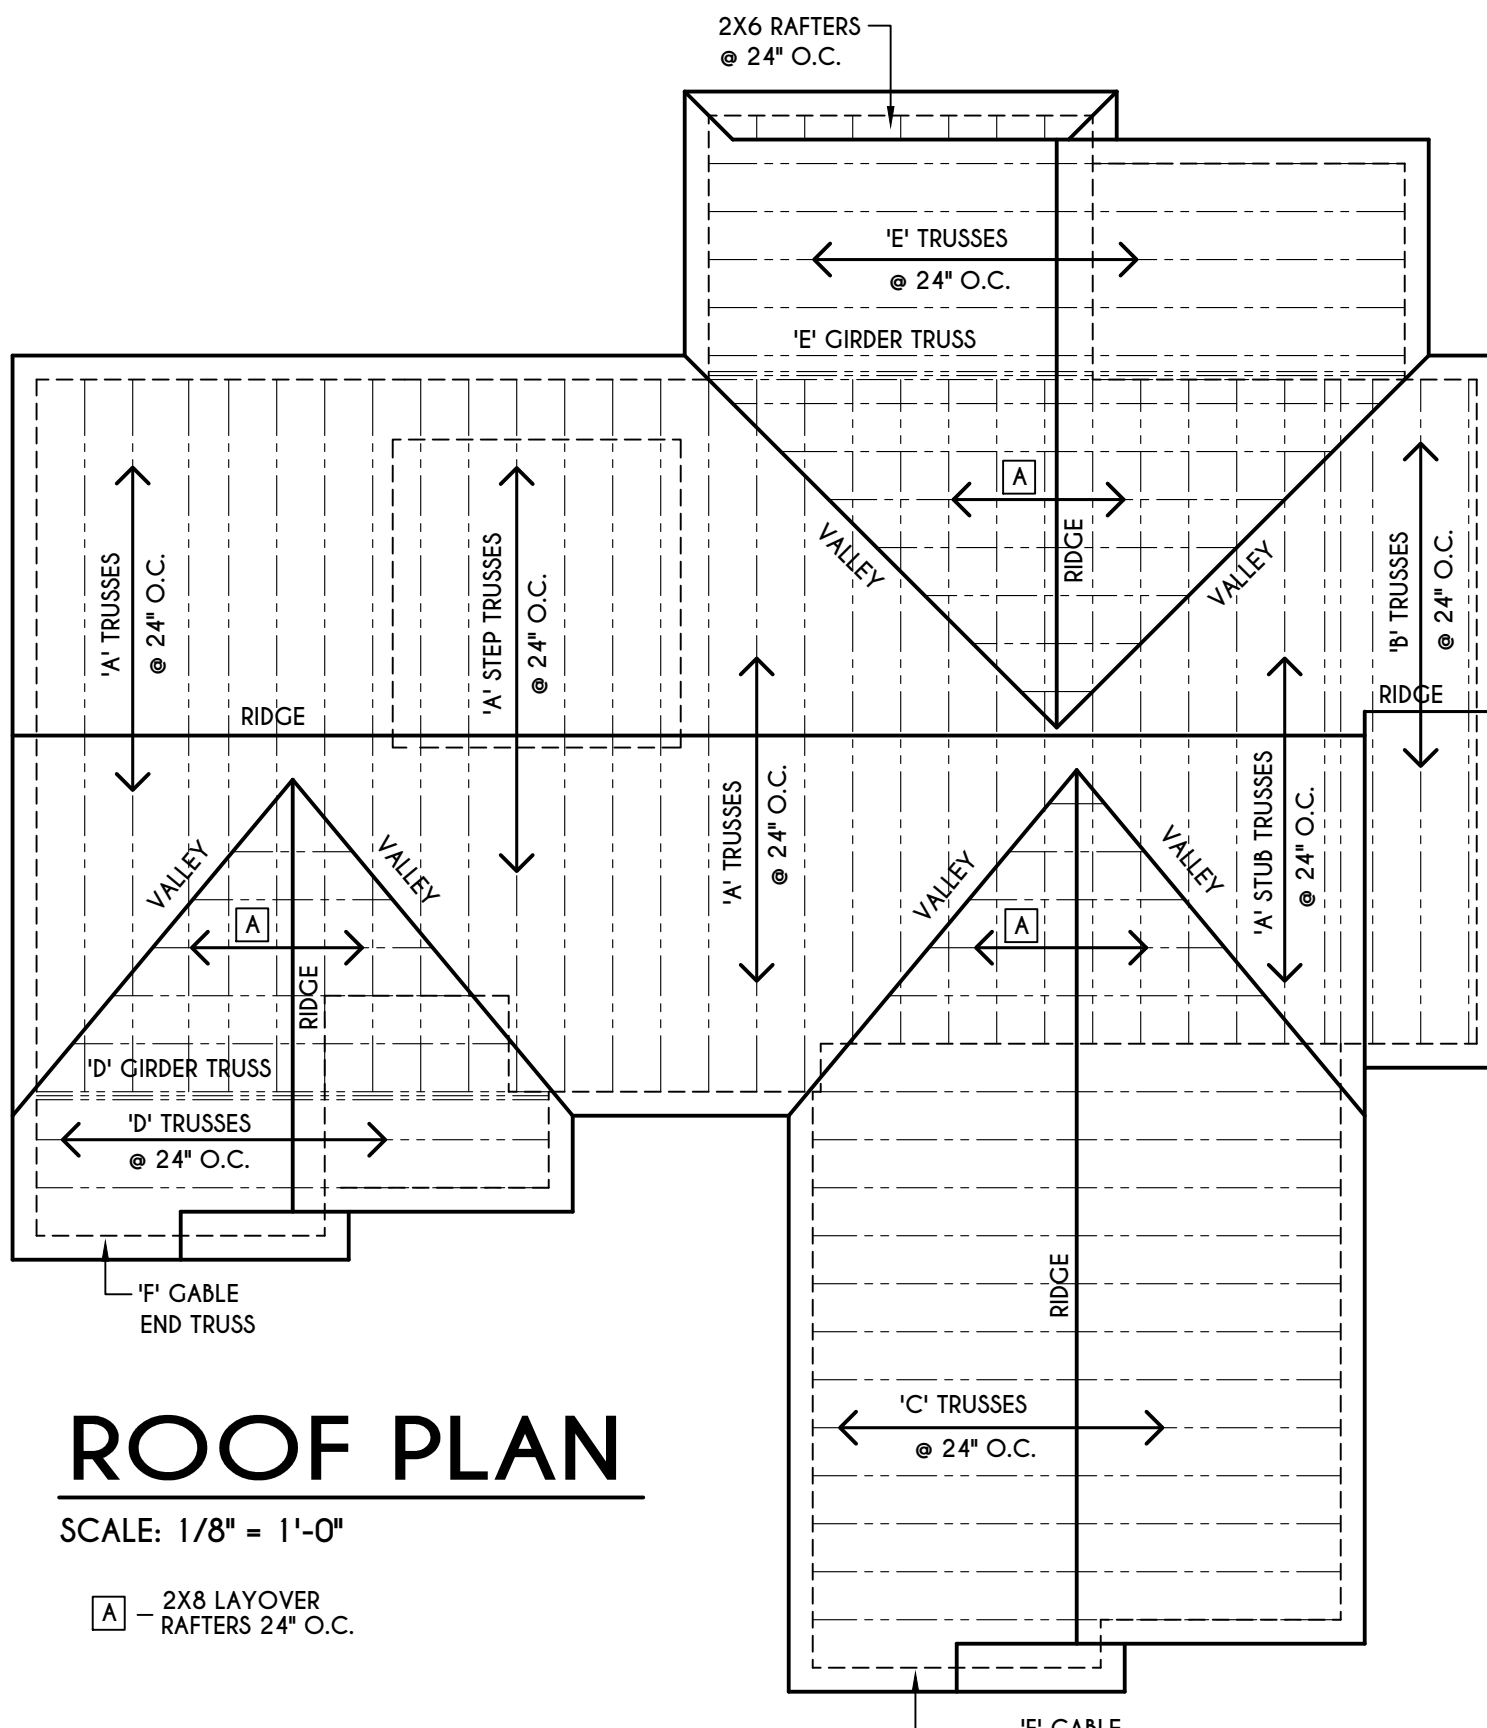 2X6 RAFTERS
@ 24" O.C.
'E' TRUSSES
@ 24" O.C.
'E' GIRDER TRUSS
A
RIDGE
VALLEY
VALLEY
'A' TRUSSES
@ 24" O.C.
'A' STEP TRUSSES
@ 24" O.C.
'B' TRUSSES
@ 24" O.C.
RIDGE
RIDGE
'A' TRUSSES
@ 24" O.C.
'A' STUB TRUSSES
@ 24" O.C.
VALLEY
VALLEY
A
RIDGE
VALLEY
VALLEY
A
'D' GIRDER TRUSS
'D' TRUSSES
@ 24" O.C.
'F' GABLE
END TRUSS
RIDGE
'C' TRUSSES
@ 24" O.C.
ROOF PLAN
SCALE: 1/8" = 1'-0"
A – 2X8 LAYOVER
RAFTERS 24" O.C.
GABLE